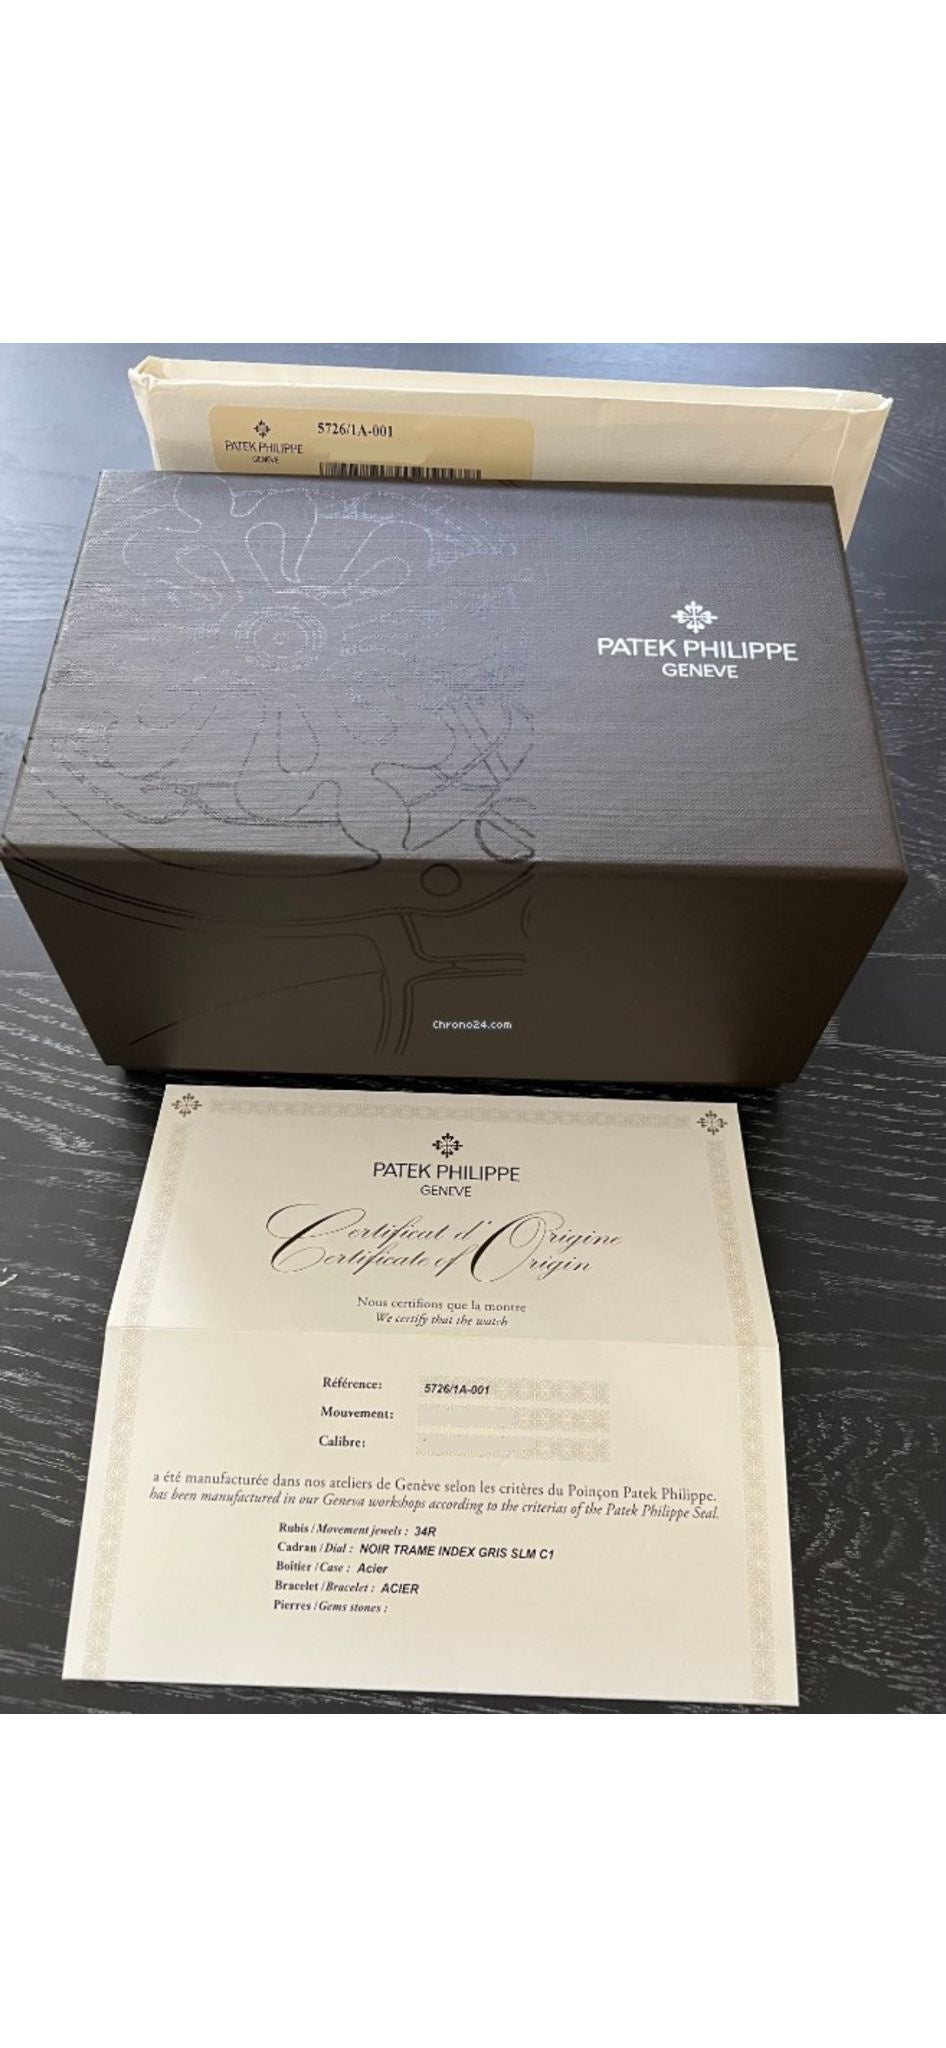 5726/1A-001
PATEK PHILIPPE
GENEVE
PATEK PHILIPPE
GENEVE
Chrono24.com
PATEK PHILIPPE
GENEVE
Certificat d'Origine
Certificate of Origin
Nous certifions que la montre
We certify that the watch
Référence: 5726/1A-001
Mouvement:
Calibre:
a été manufacturée dans nos ateliers de Genève selon les critères du Poinçon Patek Philippe.
has been manufactured in our Geneva workshops according to the criterias of the Patek Philippe Seal.
Rubis / Movement jewels : 34R
Cadran / Dial : NOIR TRAME INDEX GRIS SLM C1
Boîtier / Case : Acier
Bracelet / Bracelet : ACIER
Pierres / Gems stones :